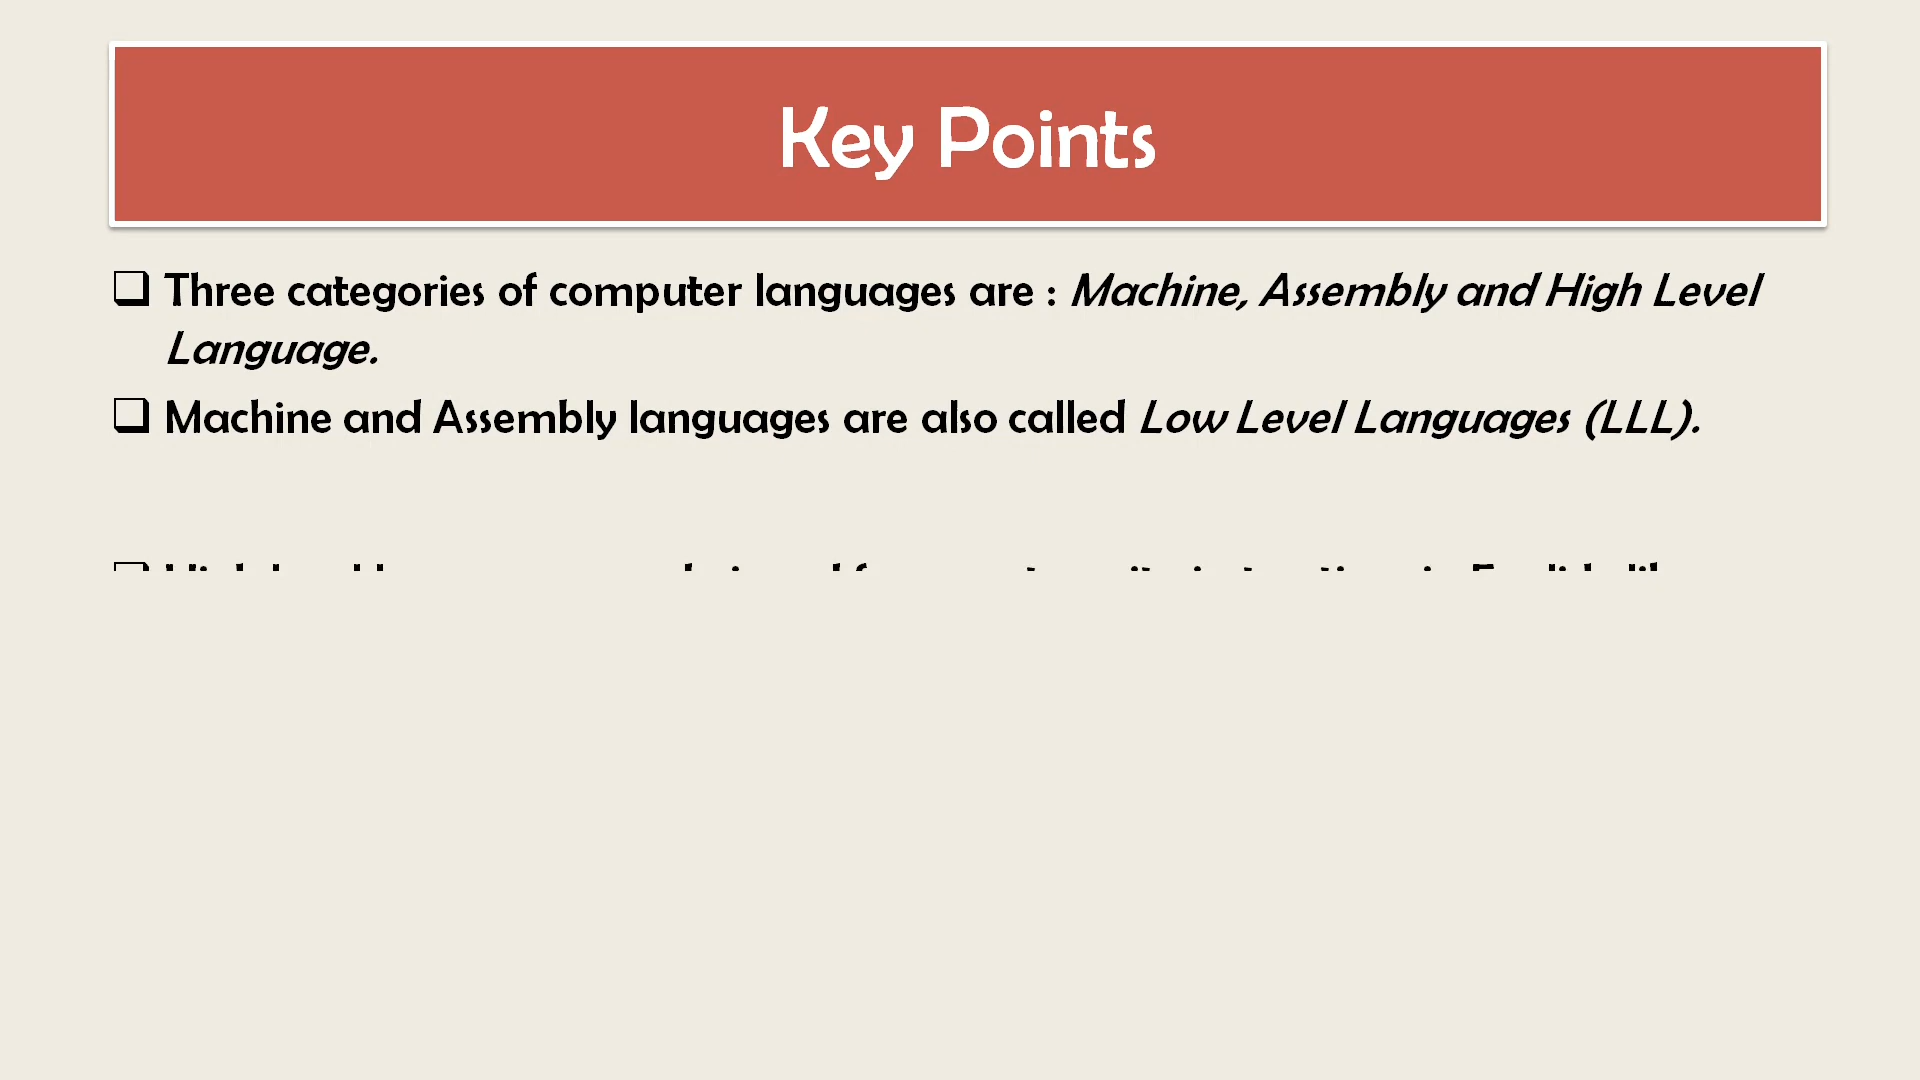 Key Points
Three categories of computer languages are : Machine, Assembly and High Level
Language.
Machine and Assembly languages are also called Low Level Languages (LLL).